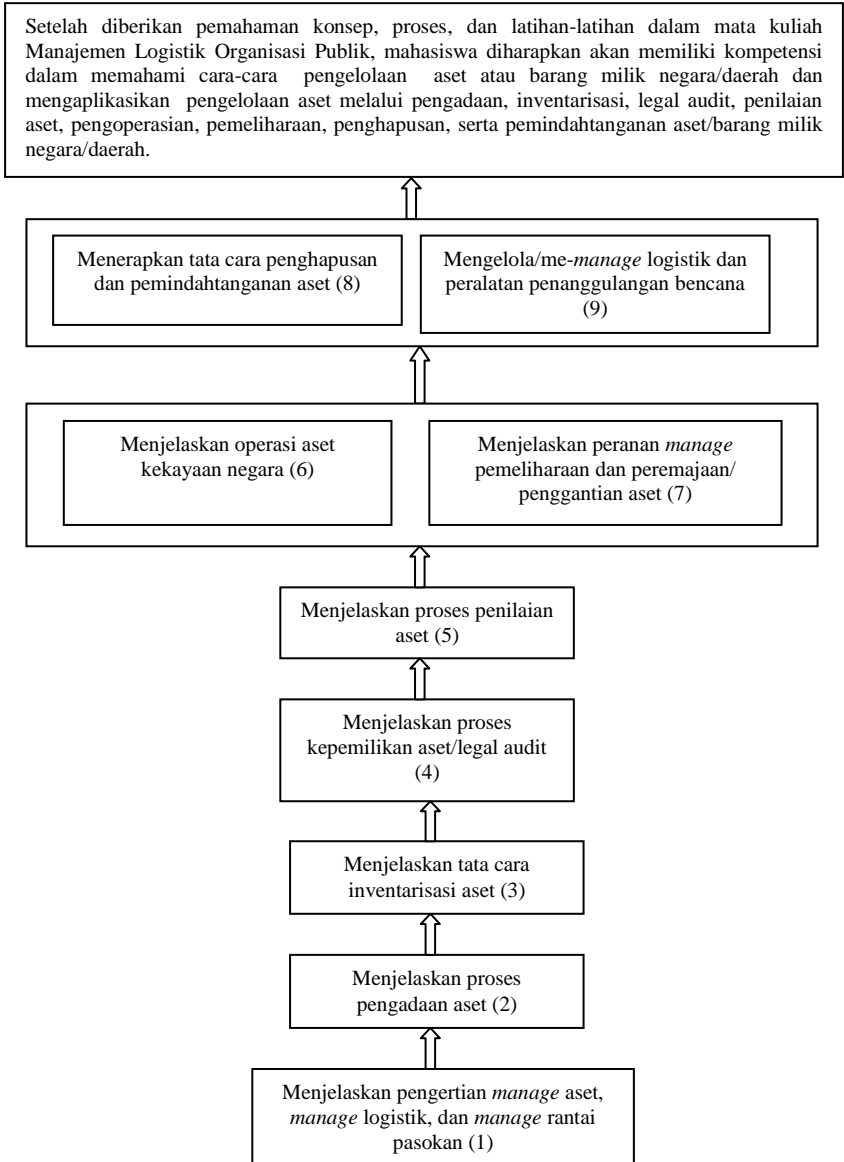 Setelah diberikan pemahaman konsep, proses, dan latihan-latihan dalam mata kuliah
Manajemen Logistik Organisasi Publik, mahasiswa diharapkan akan memiliki kompetensi
dalam memahami cara-cara pengelolaan aset atau barang milik negara/daerah dan
mengaplikasikan pengelolaan aset melalui pengadaan, inventarisasi, legal audit, penilaian
aset, pengoperasian, pemeliharaan, penghapusan, serta pemindahtanganan aset/barang milik
negara/daerah.
Menerapkan tata cara penghapusan
dan pemindahtanganan aset (8)
Mengelola/me-manage logistik dan
peralatan penanggulangan bencana
(9)
Menjelaskan operasi aset
kekayaan negara (6)
Menjelaskan peranan manage
pemeliharaan dan peremajaan/
penggantian aset (7)
Menjelaskan proses penilaian
aset (5)
Menjelaskan proses
kepemilikan aset/legal audit
(4)
Menjelaskan tata cara
inventarisasi aset (3)
Menjelaskan proses
pengadaan aset (2)
Menjelaskan pengertian manage aset,
manage logistik, dan manage rantai
pasokan (1)